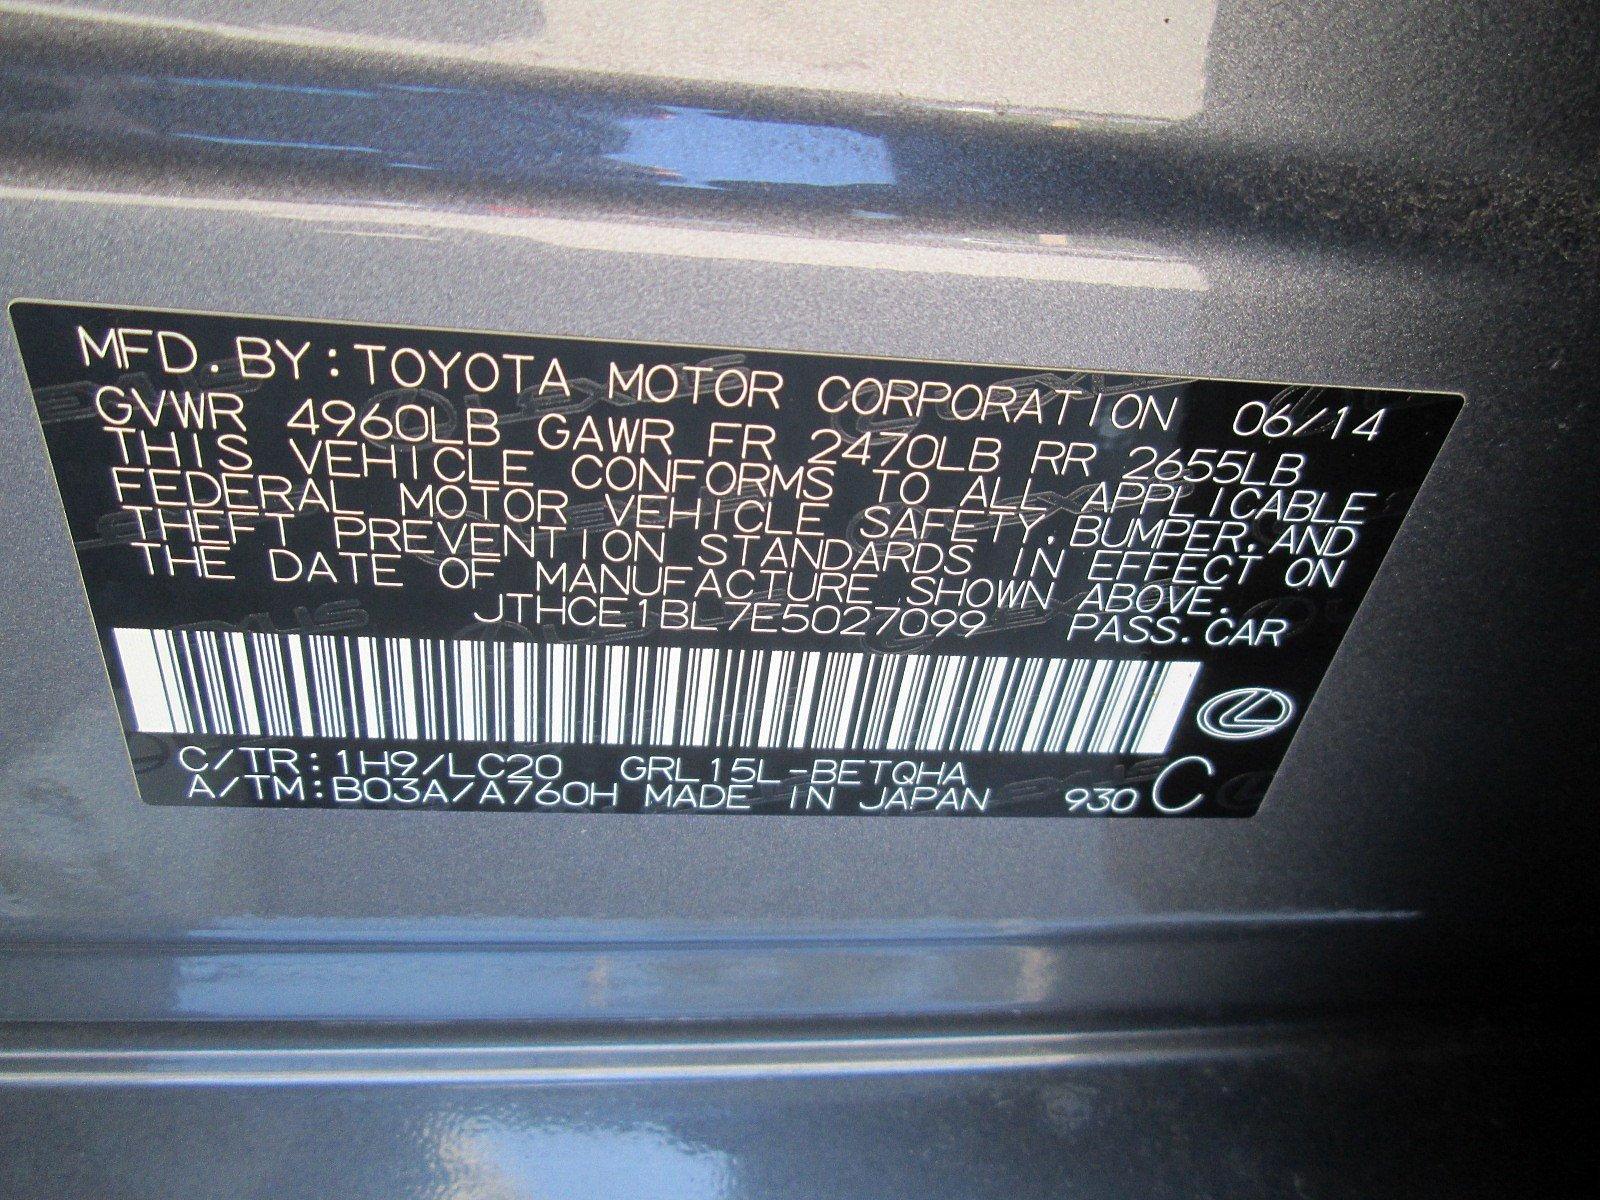 MFD. BY: TOYOTA MOTOR CORPORATION 06/14
GVWR 4960LB GAWR FR 2470LB RR 2655LB
THIS VEHICLE CONFORMS TO ALL APPLICABLE
FEDERAL MOTOR VEHICLE SAFETY, BUMPER, AND
THEFT PREVENTION STANDARDS IN EFFECT ON
THE DATE OF MANUFACTURE SHOWN ABOVE.
JTHCE1BL7E5027099 PASS. CAR
C/TR: 1H9/LC20 GRL15L-BETQHA
A/TM: B03A/A760H MADE IN JAPAN 930 C